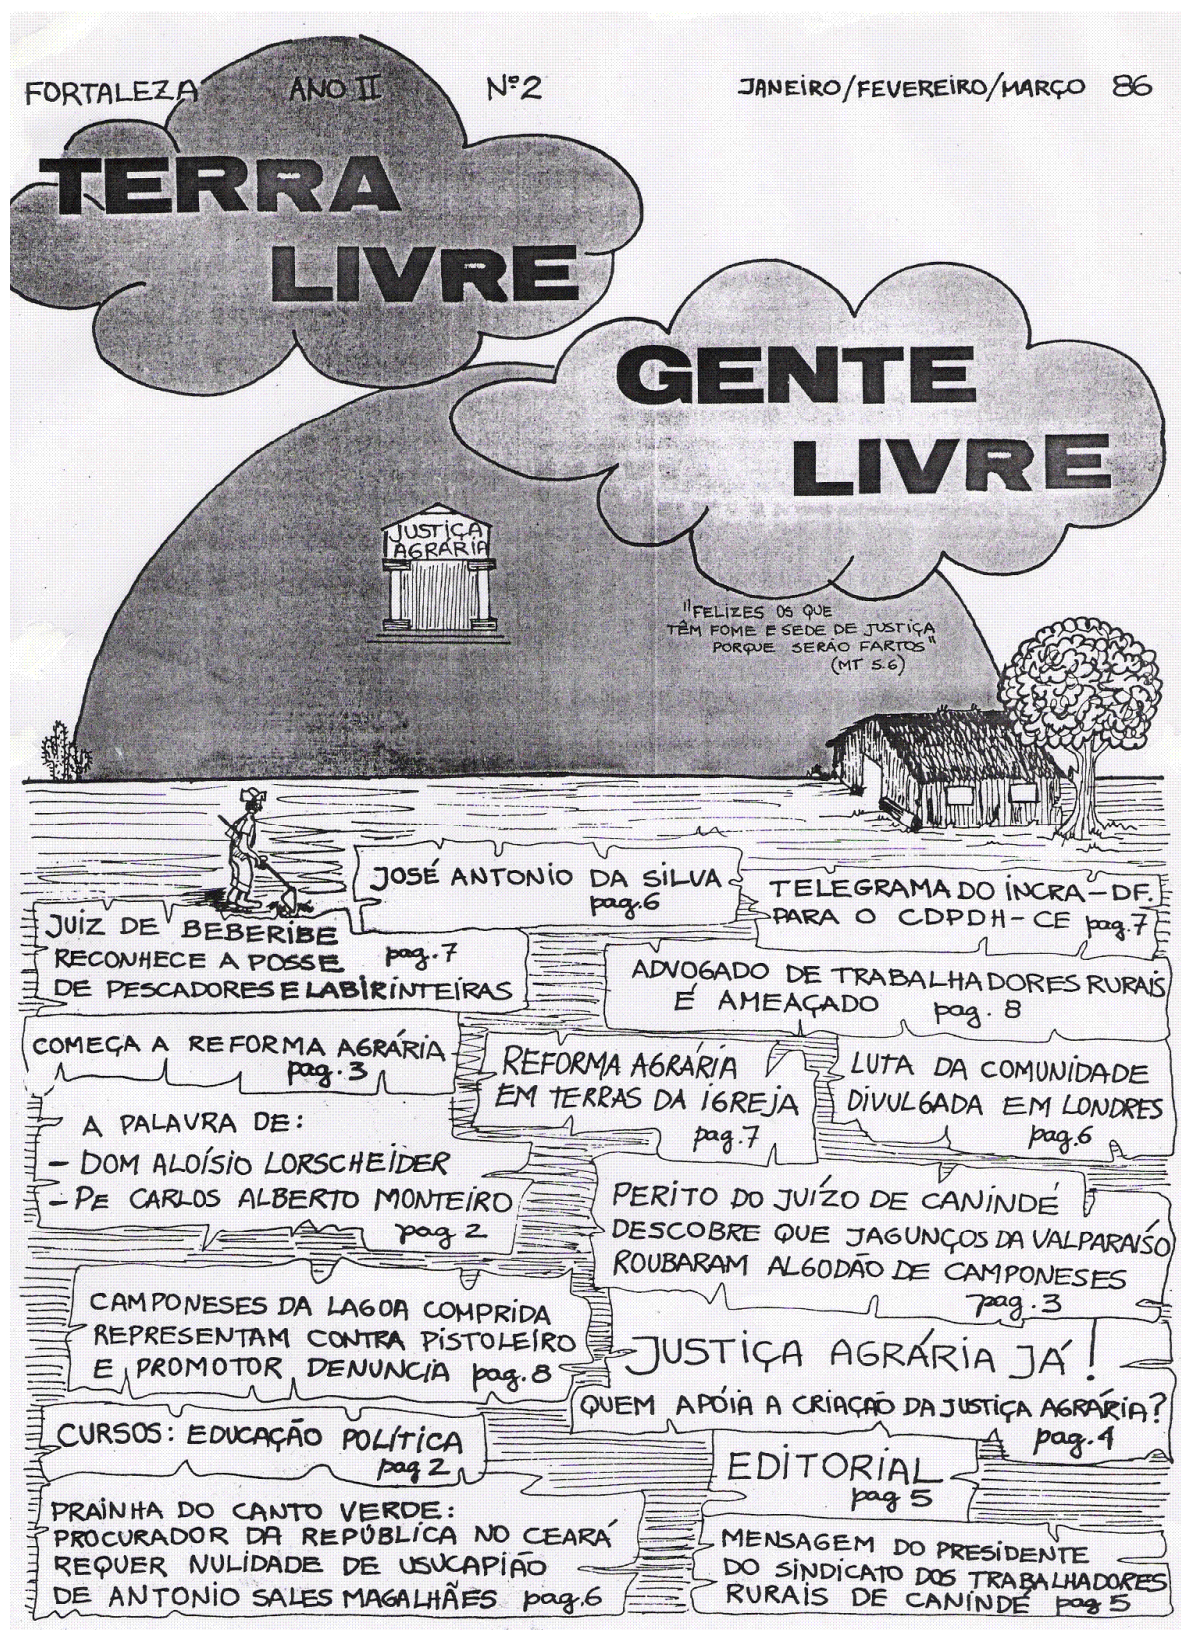 FORTALEZA ANO II Nº2 JANEIRO/FEVEREIRO/MARÇO 86
TERRA
LIVRE
GENTE
LIVRE
JUSTIÇA
AGRÁRIA
"FELIZES OS QUE
TÊM FOME E SEDE DE JUSTIÇA
PORQUE SERÃO FARTOS"
(MT 5.6)
JOSÉ ANTONIO DA SILVA
pag.6
TELEGRAMA DO INCRA-DF.
PARA O CDPDH-CE pag.7
JUIZ DE BEBERIBE
RECONHECE A POSSE pag.7
DE PESCADORES E LABIRINTEIRAS
ADVOGADO DE TRABALHADORES RURAIS
É AMEAÇADO pag. 8
COMEÇA A REFORMA AGRÁRIA
pag.3
REFORMA AGRÁRIA
EM TERRAS DA IGREJA
pag.7
LUTA DA COMUNIDADE
DIVULGADA EM LONDRES
pag.6
A PALAVRA DE:
- DOM ALOÍSIO LORSCHEIDER
- PE CARLOS ALBERTO MONTEIRO
pag 2
PERITO DO JUÍZO DE CANINDÉ
DESCOBRE QUE JAGUNÇOS DA VALPARAÍSO
ROUBARAM ALGODÃO DE CAMPONESES
pag.3
CAMPONESES DA LAGOA COMPRIDA
REPRESENTAM CONTRA PISTOLEIRO
E PROMOTOR DENUNCIA pag.8
JUSTIÇA AGRÁRIA JÁ!
QUEM APÓIA A CRIAÇÃO DA JUSTIÇA AGRÁRIA?
pag.4
CURSOS: EDUCAÇÃO POLÍTICA
pag 2
EDITORIAL
pag 5
PRAINHA DO CANTO VERDE:
PROCURADOR DA REPÚBLICA NO CEARÁ
REQUER NULIDADE DE USUCAPIÃO
DE ANTONIO SALES MAGALHÃES pag.6
MENSAGEM DO PRESIDENTE
DO SINDICATO DOS TRABALHADORES
RURAIS DE CANINDÉ pag 5